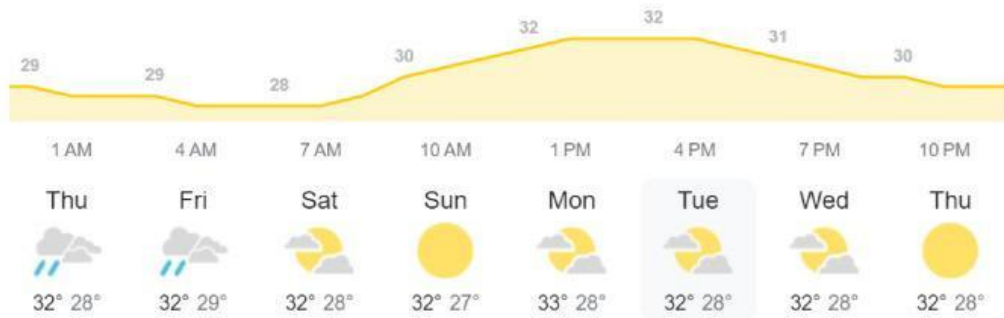 29 29 28 30 32 32 31 30
1 AM 4 AM 7 AM 10 AM 1 PM 4 PM 7 PM 10 PM
Thu Fri Sat Sun Mon Tue Wed Thu
32° 28° 32° 29° 32° 28° 32° 27° 33° 28° 32° 28° 32° 28° 32° 28°